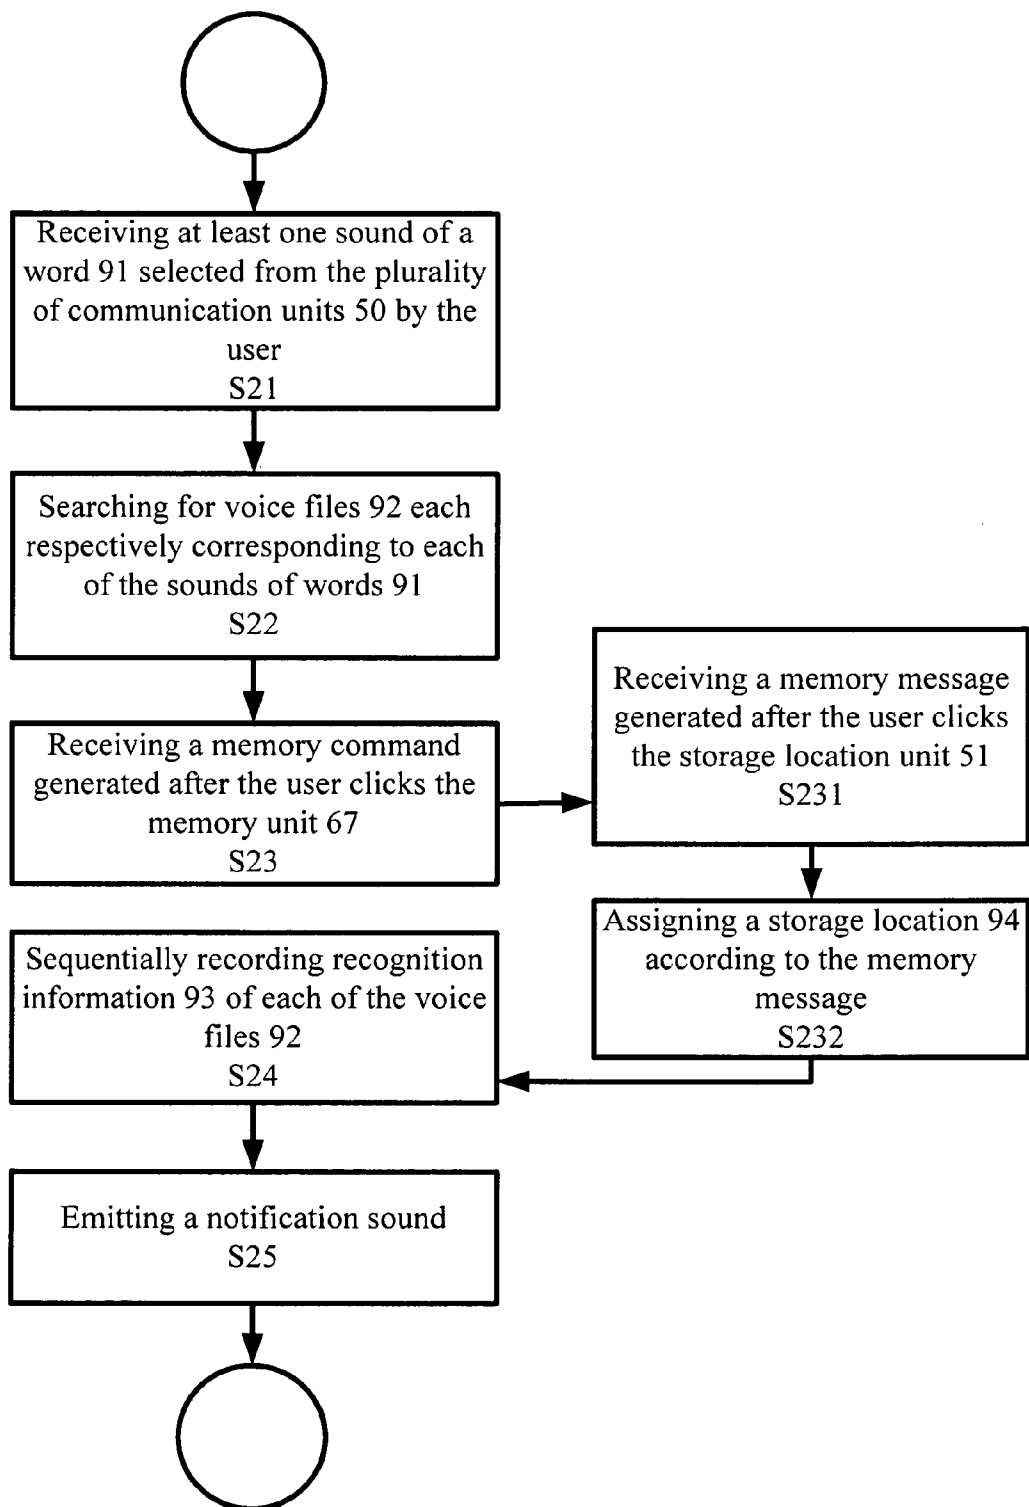 Receiving at least one sound of a
word 91 selected from the plurality
of communication units 50 by the
user
S21
Searching for voice files 92 each
respectively corresponding to each
of the sounds of words 91
S22
Receiving a memory command
generated after the user clicks the
memory unit 67
S23
Receiving a memory message
generated after the user clicks
the storage location unit 51
S231
Assigning a storage location 94
according to the memory
message
S232
Sequentially recording recognition
information 93 of each of the voice
files 92
S24
Emitting a notification sound
S25